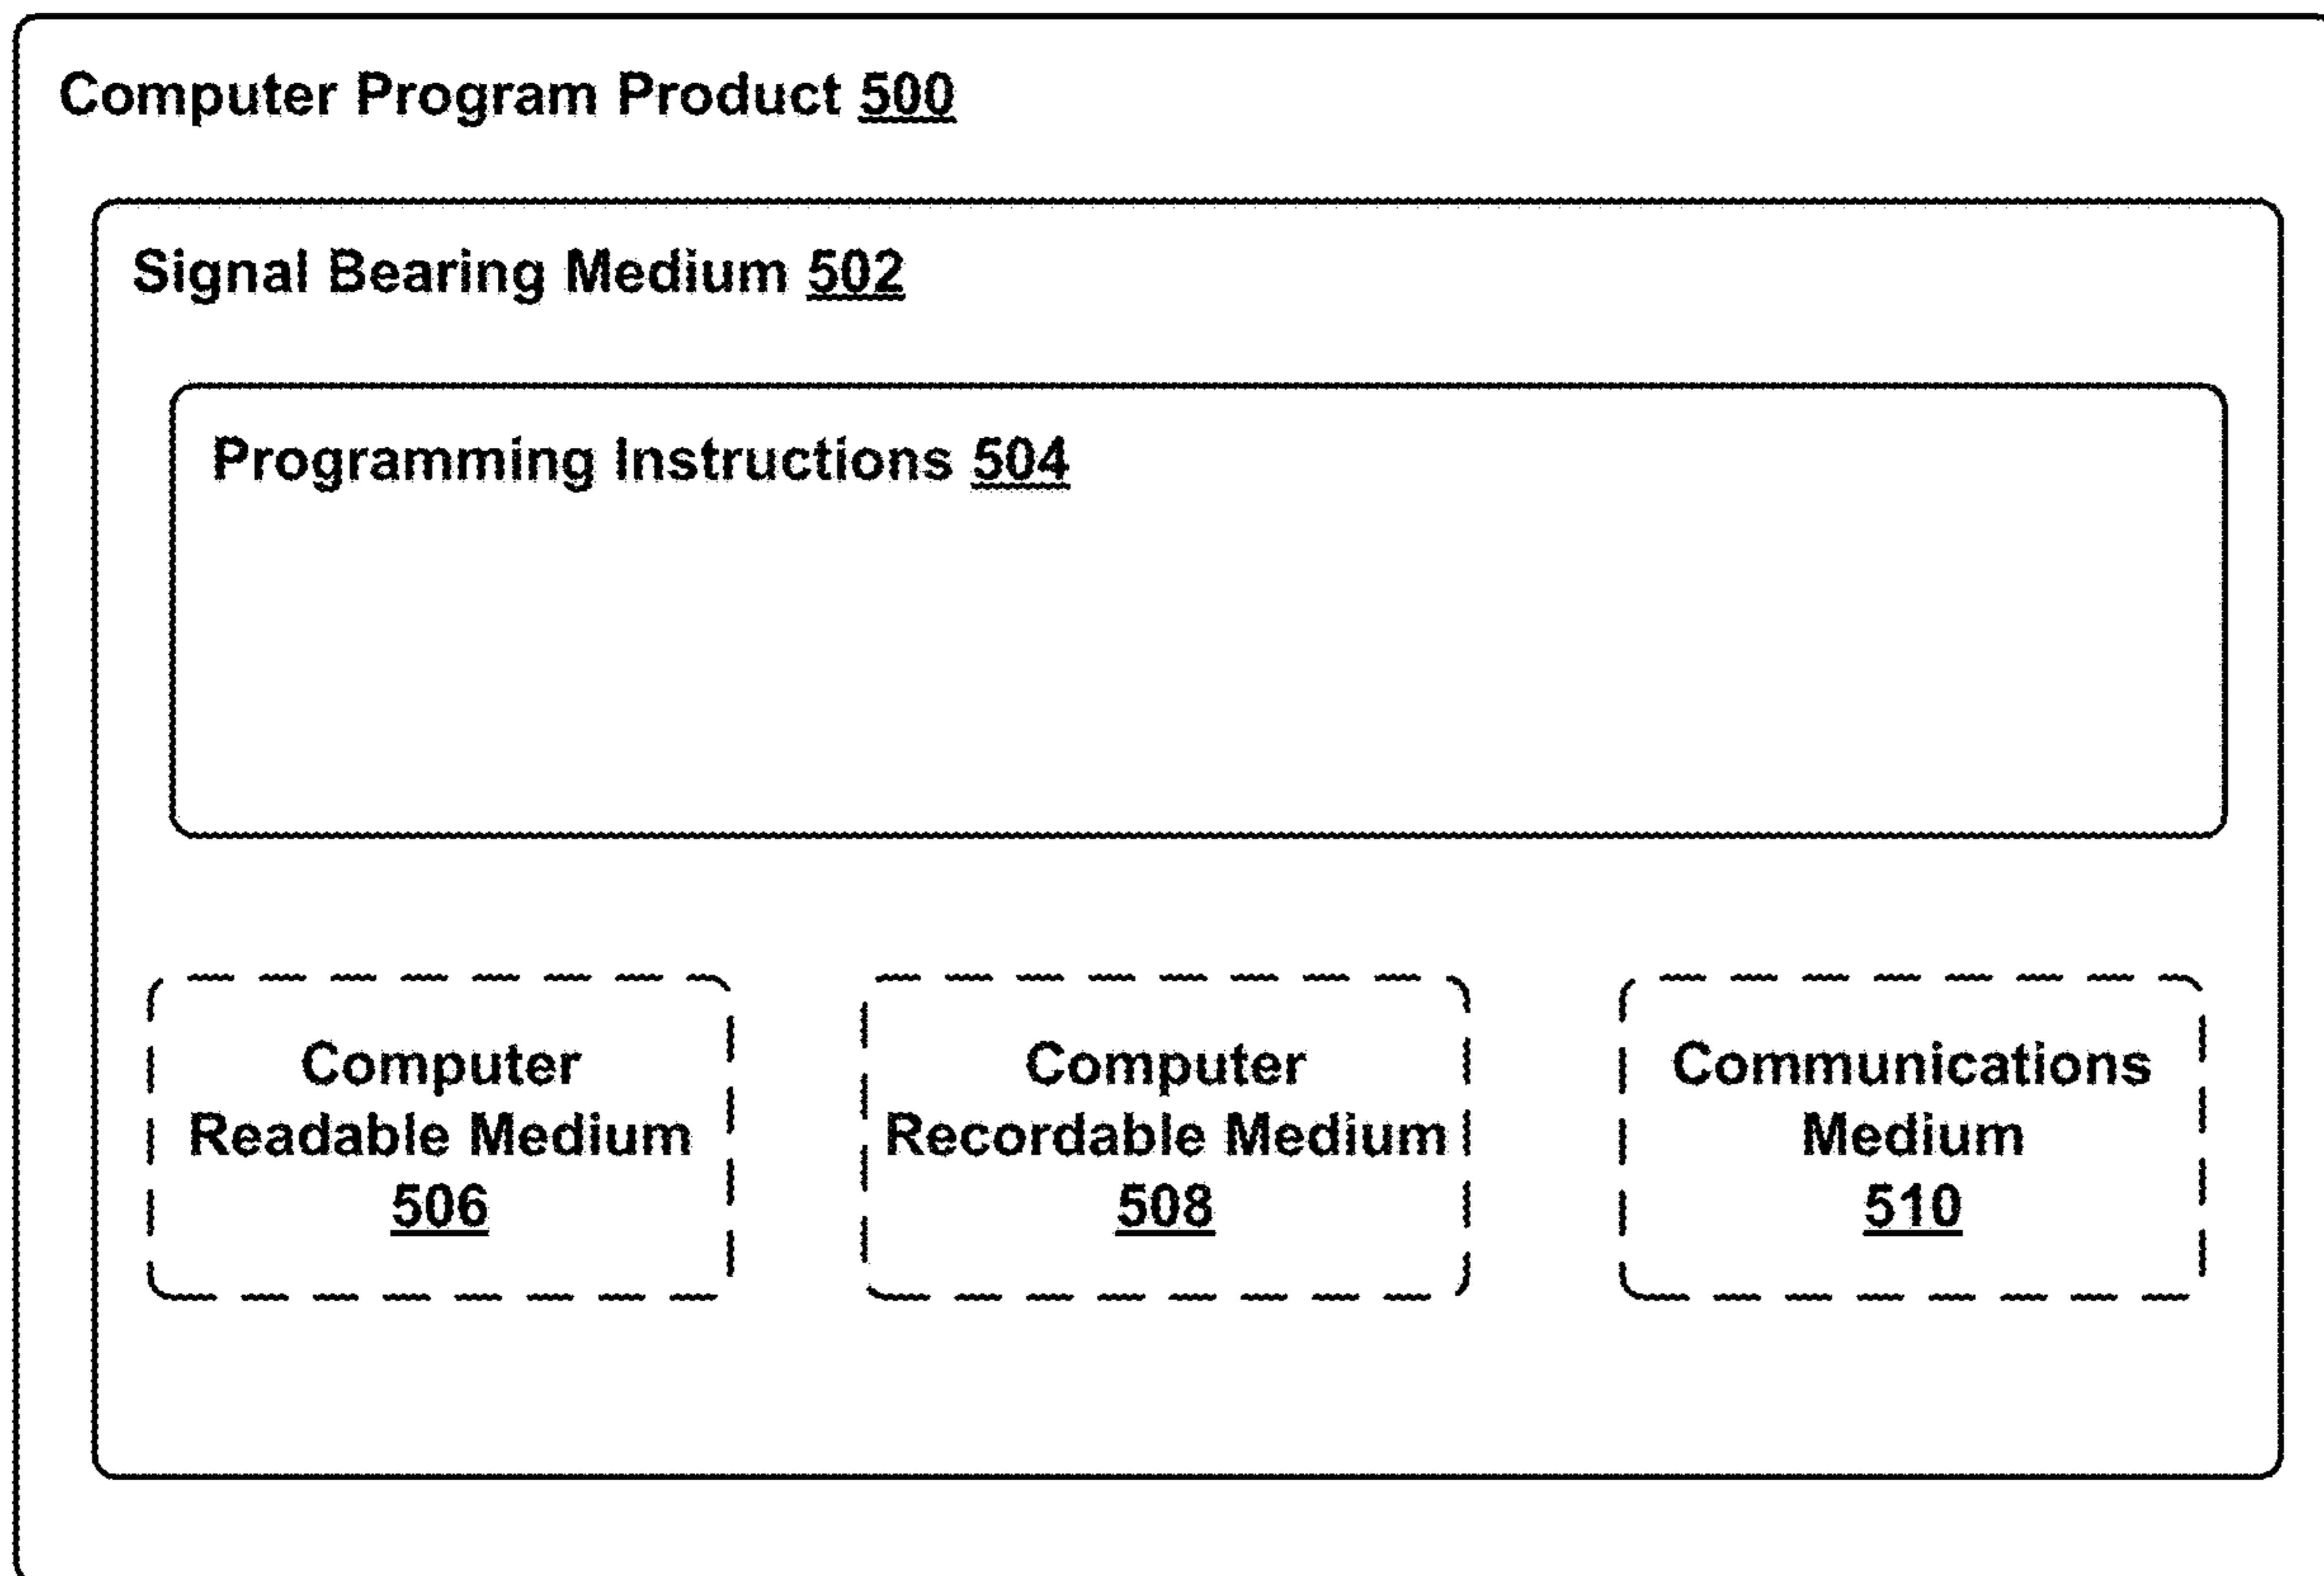 Computer Program Product 500
Signal Bearing Medium 502
Programming Instructions 504
Computer
Readable Medium
506
Computer
Recordable Medium
508
Communications
Medium
510